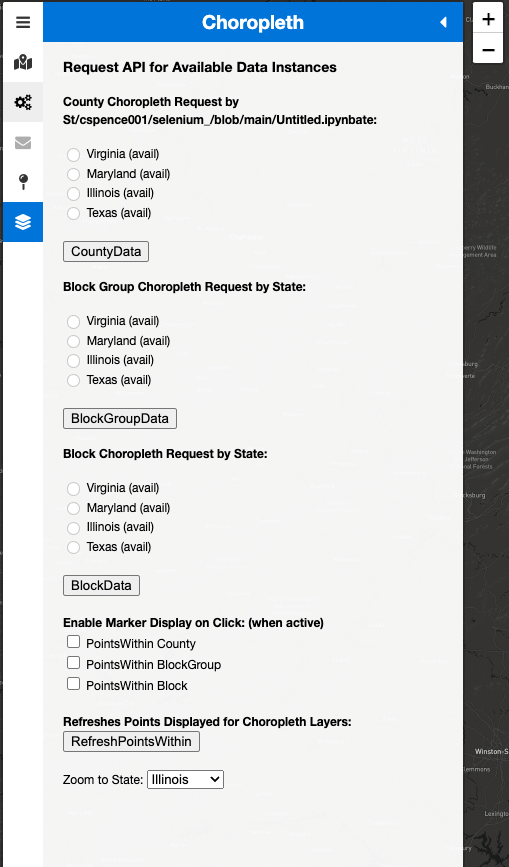 Choropleth
+
−
Request API for Available Data Instances
County Choropleth Request by
St/cspence001/selenium_/blob/main/Untitled.ipynbate:
Virginia (avail)
Maryland (avail)
Illinois (avail)
Texas (avail)
CountyData
Block Group Choropleth Request by State:
Virginia (avail)
Maryland (avail)
Illinois (avail)
Texas (avail)
BlockGroupData
Block Choropleth Request by State:
Virginia (avail)
Maryland (avail)
Illinois (avail)
Texas (avail)
BlockData
Enable Marker Display on Click: (when active)
PointsWithin County
PointsWithin BlockGroup
PointsWithin Block
Refreshes Points Displayed for Choropleth Layers:
RefreshPointsWithin
Zoom to State: Illinois
Washington
Jefferson
Winston-S
Lexingto